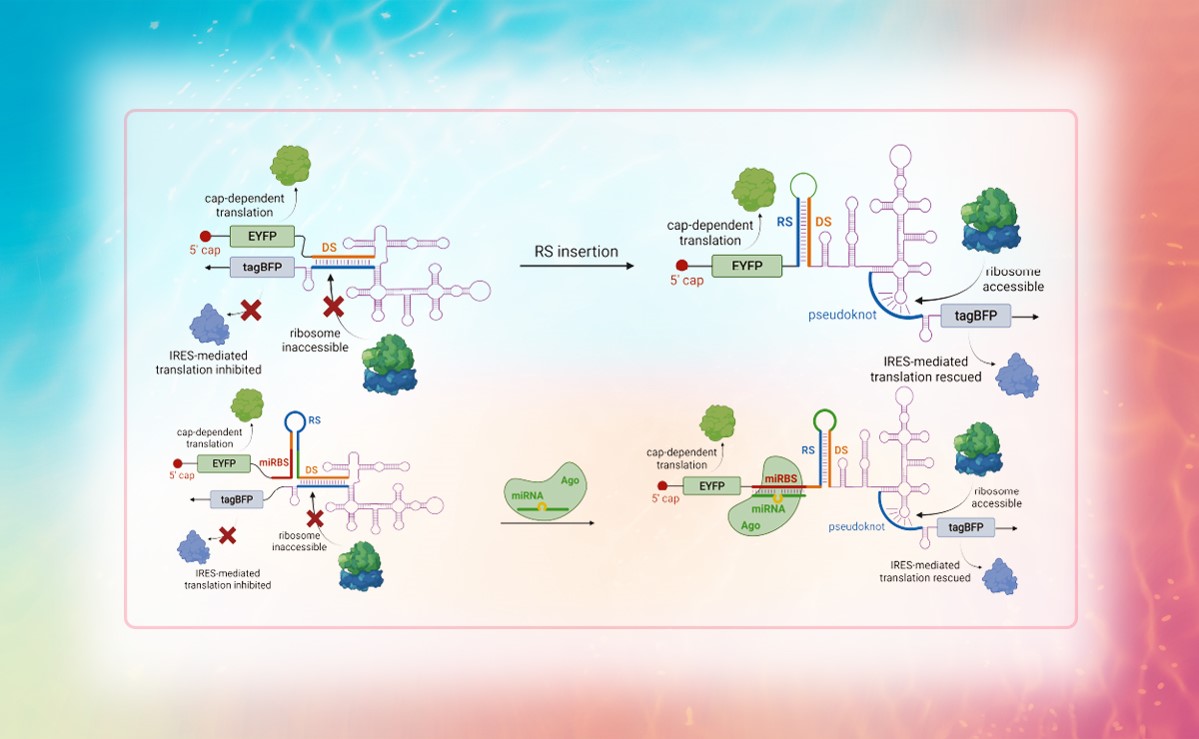 cap-dependent
translation
EYFP
5' cap
DS
tagBFP
IRES-mediated
translation inhibited
ribosome
inaccessible
RS insertion
cap-dependent
translation
RS
DS
EYFP
5' cap
ribosome
accessible
pseudoknot
tagBFP
IRES-mediated
translation rescued
cap-dependent
translation
RS
EYFP
miRBS
DS
5' cap
tagBFP
ribosome
inaccessible
IRES-mediated
translation inhibited
Ago
miRNA
cap-dependent
translation
RS
DS
miRBS
EYFP
5' cap
miRNA
Ago
ribosome
accessible
pseudoknot
tagBFP
IRES-mediated
translation rescued